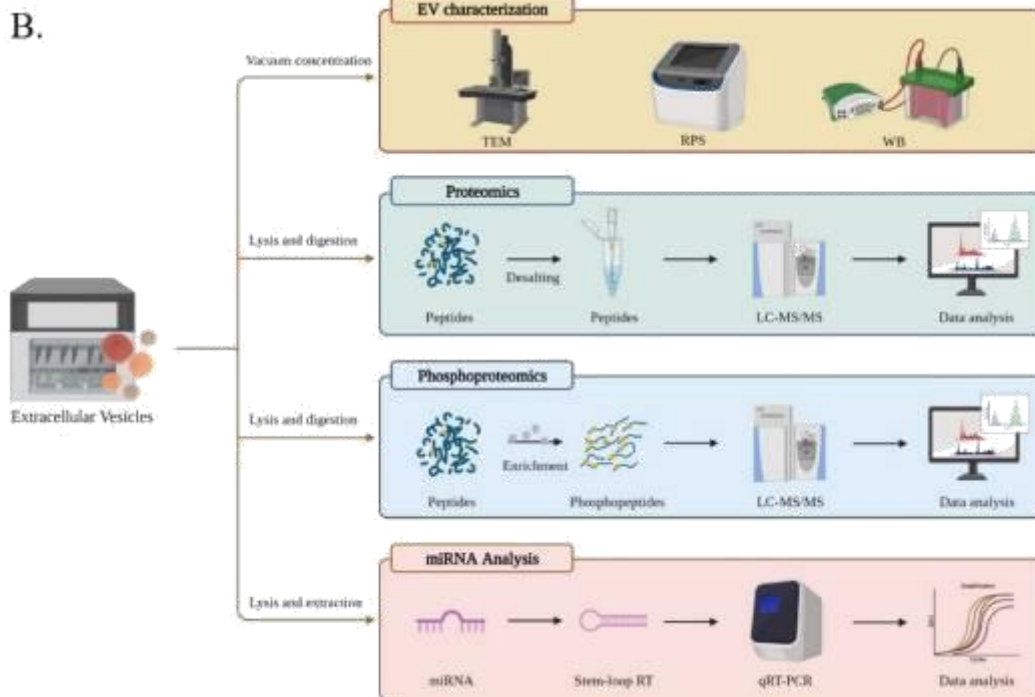 B.
EV characterization
Vacuum concentration
TEM
RPS
WB
Proteomics
Lysis and digestion
Desalting
Peptides
Peptides
LC-MS/MS
Data analysis
Extracellular Vesicles
Phosphoproteomics
Lysis and digestion
Enrichment
Peptides
Phosphopeptides
LC-MS/MS
Data analysis
miRNA Analysis
Lysis and extraction
miRNA
Stem-loop RT
qRT-PCR
Data analysis